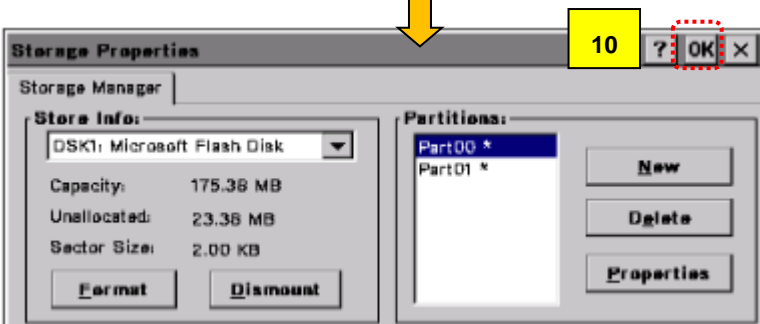 10
Storage Properties ? OK ×
Storage Manager
Store Info: Partitions:
DSK1: Microsoft Flash Disk Part00 *
Part01 * New
Capacity: 175.38 MB
Unallocated: 23.38 MB Delete
Sector Size: 2.00 KB
Properties
Format Dismount